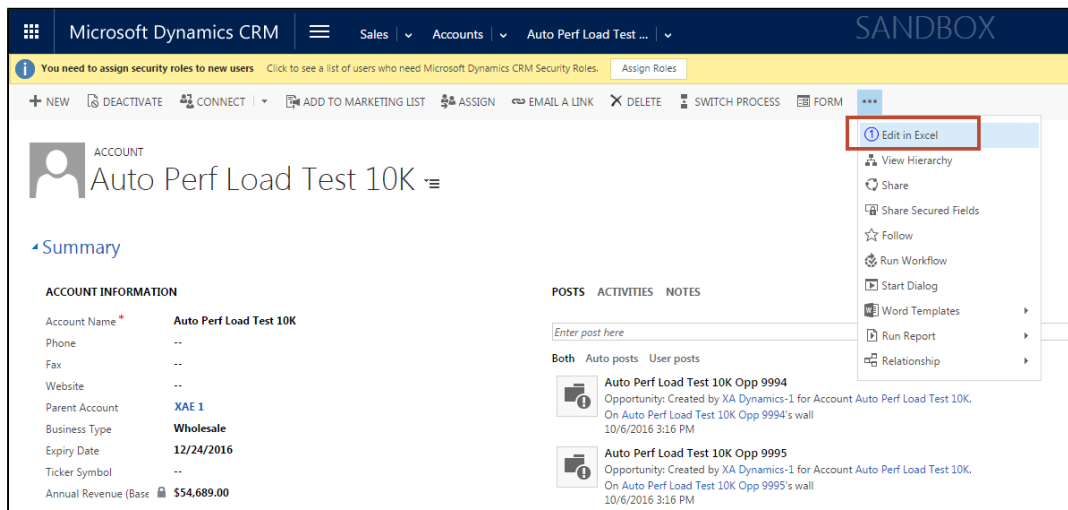 Microsoft Dynamics CRM Sales Accounts Auto Perf Load Test ... SANDBOX
You need to assign security roles to new users Click to see a list of users who need Microsoft Dynamics CRM Security Roles. Assign Roles
NEW DEACTIVATE CONNECT ADD TO MARKETING LIST ASSIGN EMAIL A LINK DELETE SWITCH PROCESS FORM ...
1 Edit in Excel
View Hierarchy
Share
Share Secured Fields
Follow
Run Workflow
Start Dialog
Word Templates
Run Report
Relationship
ACCOUNT
Auto Perf Load Test 10K
Summary
ACCOUNT INFORMATION
Account Name* Auto Perf Load Test 10K
Phone --
Fax --
Website --
Parent Account XAE 1
Business Type Wholesale
Expiry Date 12/24/2016
Ticker Symbol --
Annual Revenue (Base $54,689.00
POSTS ACTIVITIES NOTES
Enter post here
Both Auto posts User posts
Auto Perf Load Test 10K Opp 9994
Opportunity: Created by XA Dynamics-1 for Account Auto Perf Load Test 10K.
On Auto Perf Load Test 10K Opp 9994's wall
10/6/2016 3:16 PM
Auto Perf Load Test 10K Opp 9995
Opportunity: Created by XA Dynamics-1 for Account Auto Perf Load Test 10K.
On Auto Perf Load Test 10K Opp 9995's wall
10/6/2016 3:16 PM